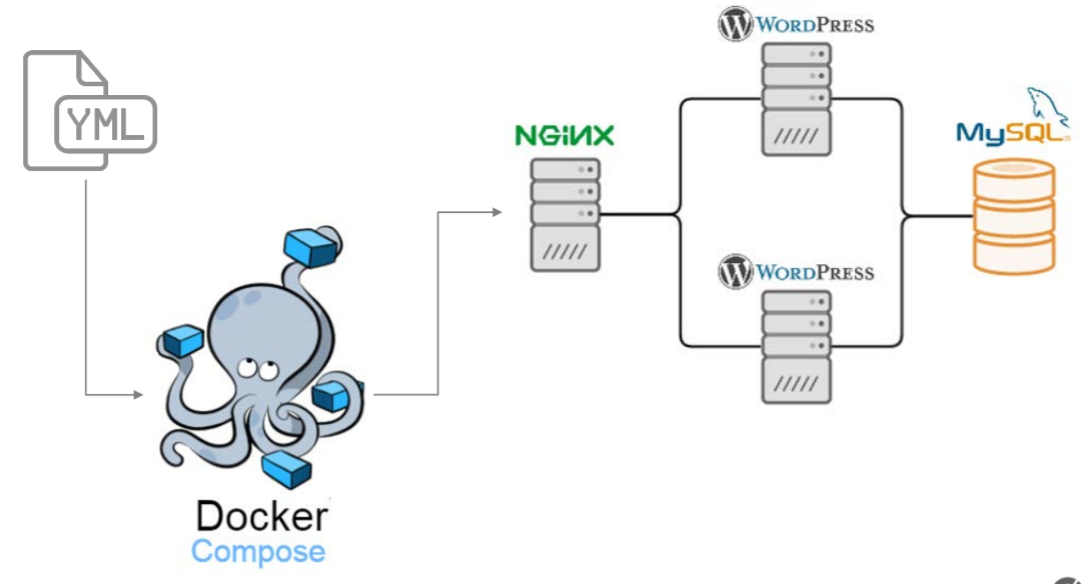 YML
Docker
Compose
NGINX
WORDPRESS
WORDPRESS
MySQL